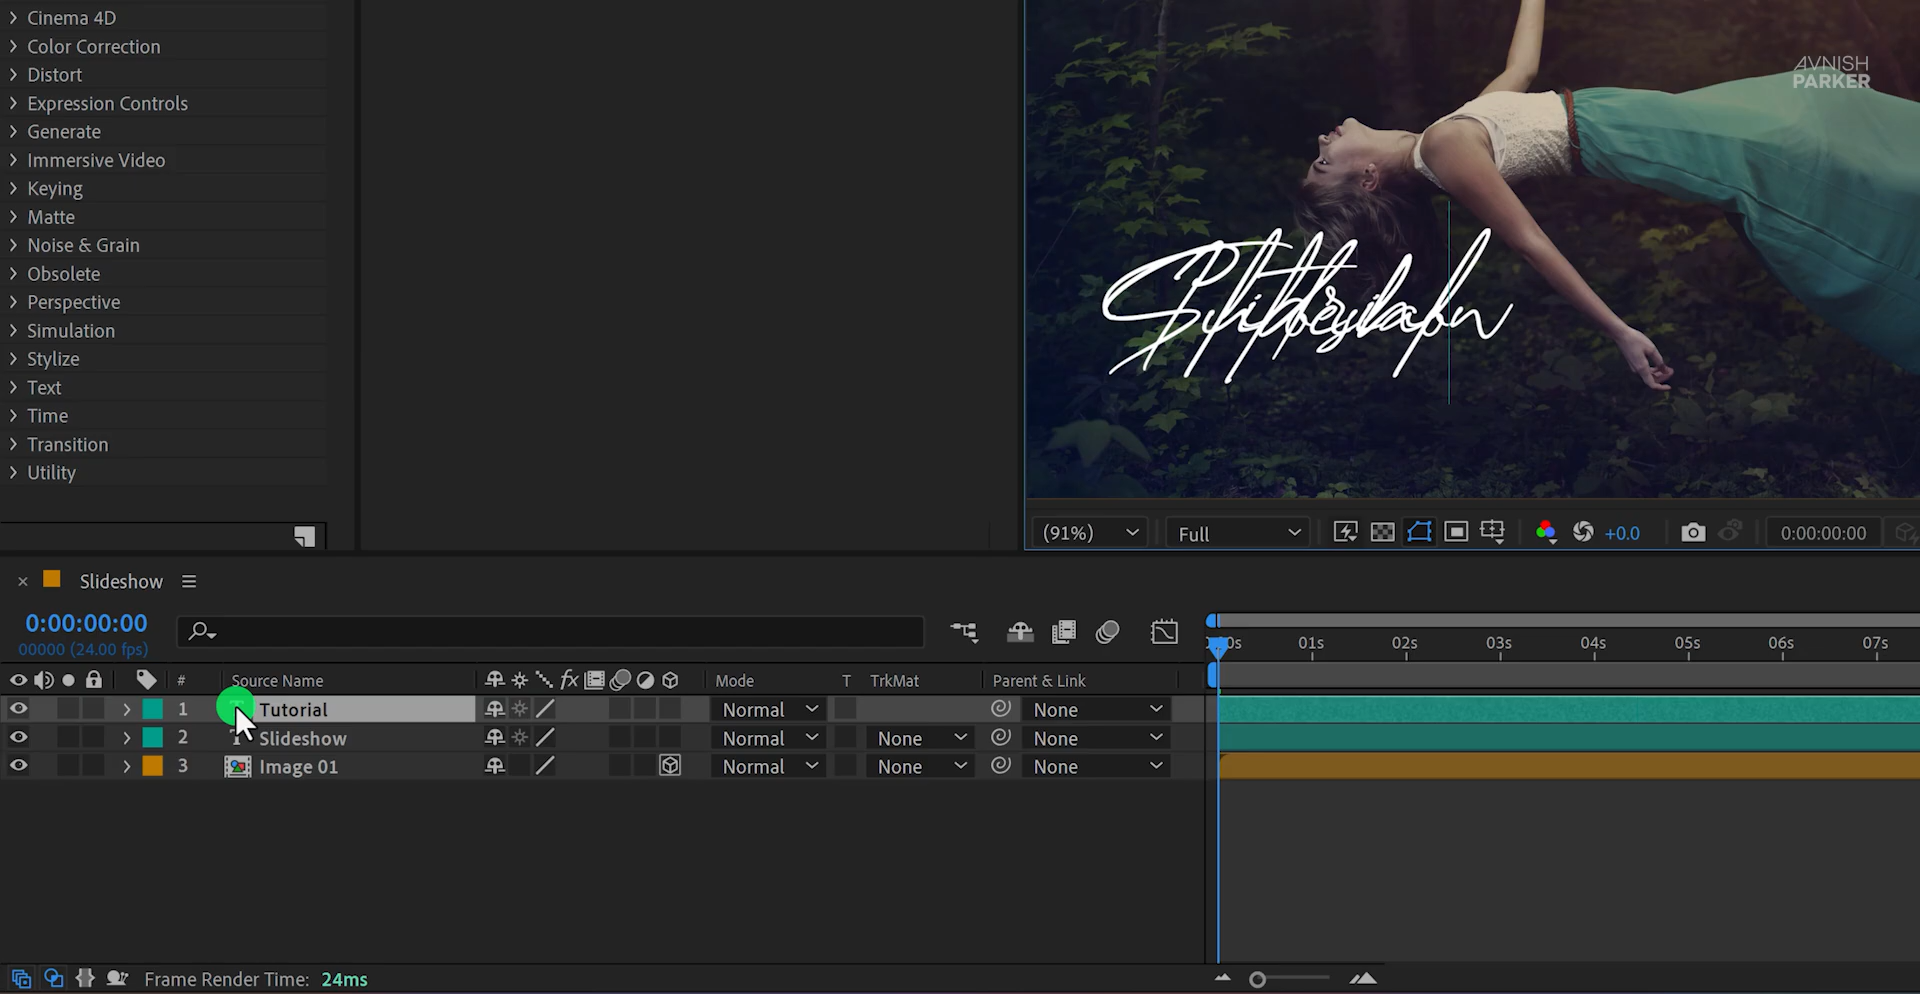 Cinema 4D
Color Correction
Distort
Expression Controls
Generate
Immersive Video
Keying
Matte
Noise & Grain
Obsolete
Perspective
Simulation
Stylize
Text
Time
Transition
Utility
AVNISH
PARKER
(91%)
Full
+0.0
0:00:00:00
Slideshow
0:00:00:00
00000 (24.00 fps)
00s 01s 02s 03s 04s 05s 06s 07s
# Source Name fx Mode T TrkMat Parent & Link
1 Tutorial Normal None
2 T Slideshow Normal None None
3 Image 01 Normal None None
Frame Render Time: 24ms